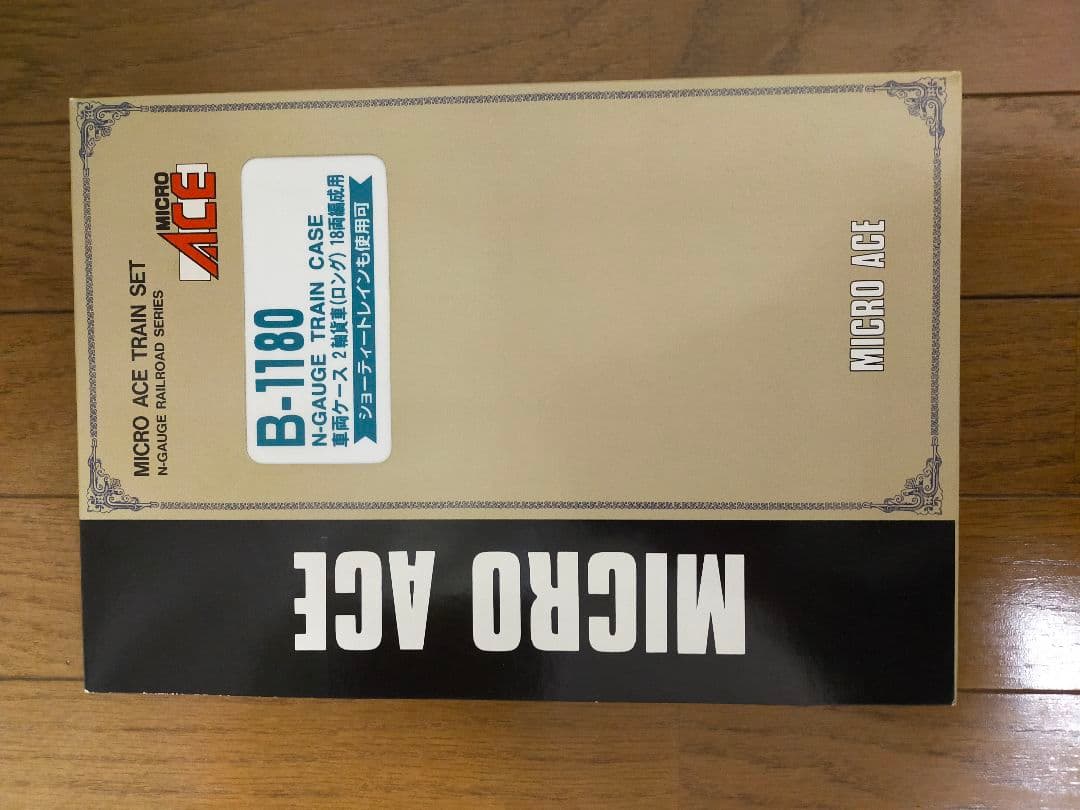 MICRO ACE TRAIN SET
N-GAUGE RAILROAD SERIES
MICRO
ACE
B-1180
N-GAUGE TRAIN CASE
車両ケース 2軸貨車(ロング) 18両編成用
ショーティートレインも使用可
MICRO ACE
MICRO ACE